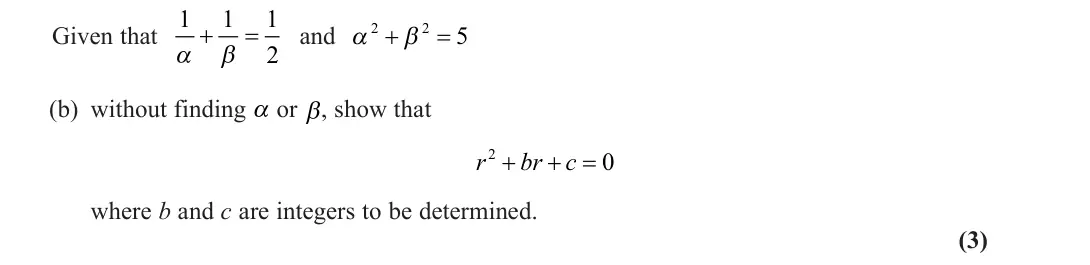 Given that 1/α + 1/β = 1/2 and α² + β² = 5
(b) without finding α or β, show that
r² + br + c = 0
where b and c are integers to be determined.
(3)